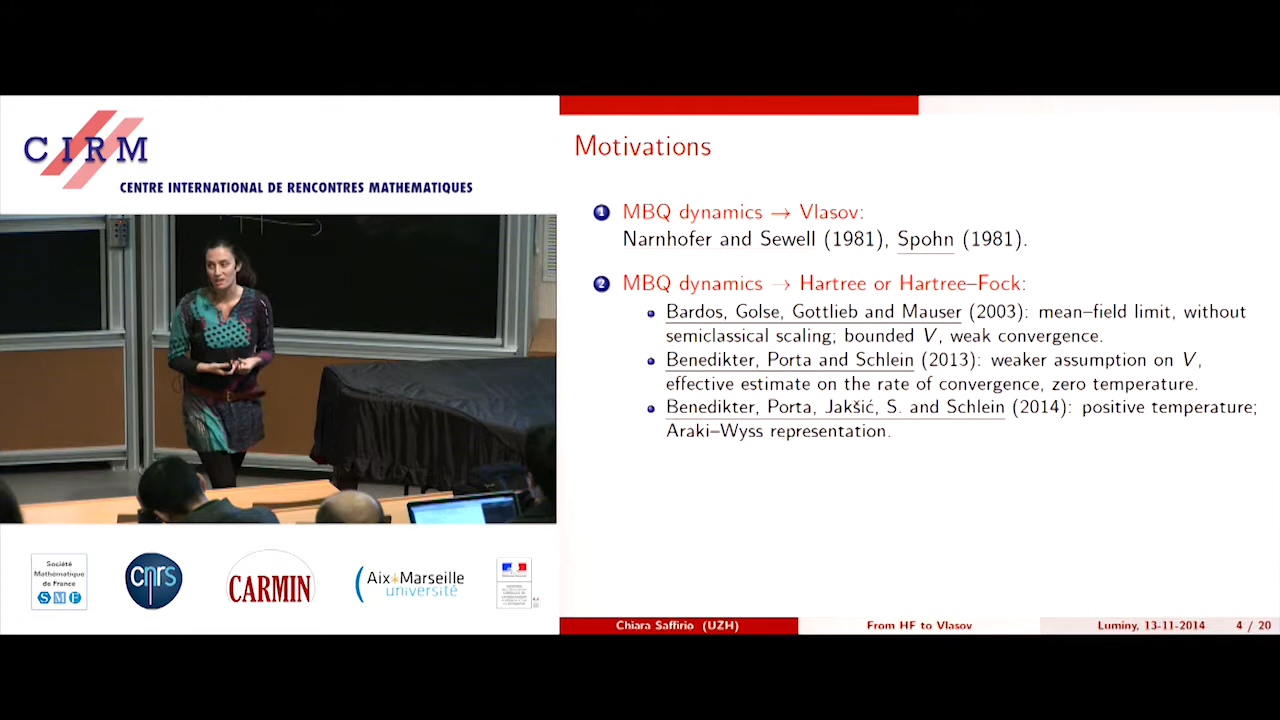 CIRM
CENTRE INTERNATIONAL DE RENCONTRES MATHEMATIQUES
Société
Mathématique
de France
SMF
cnrs
CARMIN
Aix*Marseille
université
Motivations
1 MBQ dynamics → Vlasov:
Narnhofer and Sewell (1981), Spohn (1981).
2 MBQ dynamics → Hartree or Hartree–Fock:
• Bardos, Golse, Gottlieb and Mauser (2003): mean–field limit, without
semiclassical scaling; bounded V, weak convergence.
• Benedikter, Porta and Schlein (2013): weaker assumption on V,
effective estimate on the rate of convergence, zero temperature.
• Benedikter, Porta, Jakšić, S. and Schlein (2014): positive temperature;
Araki–Wyss representation.
Chiara Saffirio (UZH) From HF to Vlasov Luminy, 13-11-2014 4 / 20